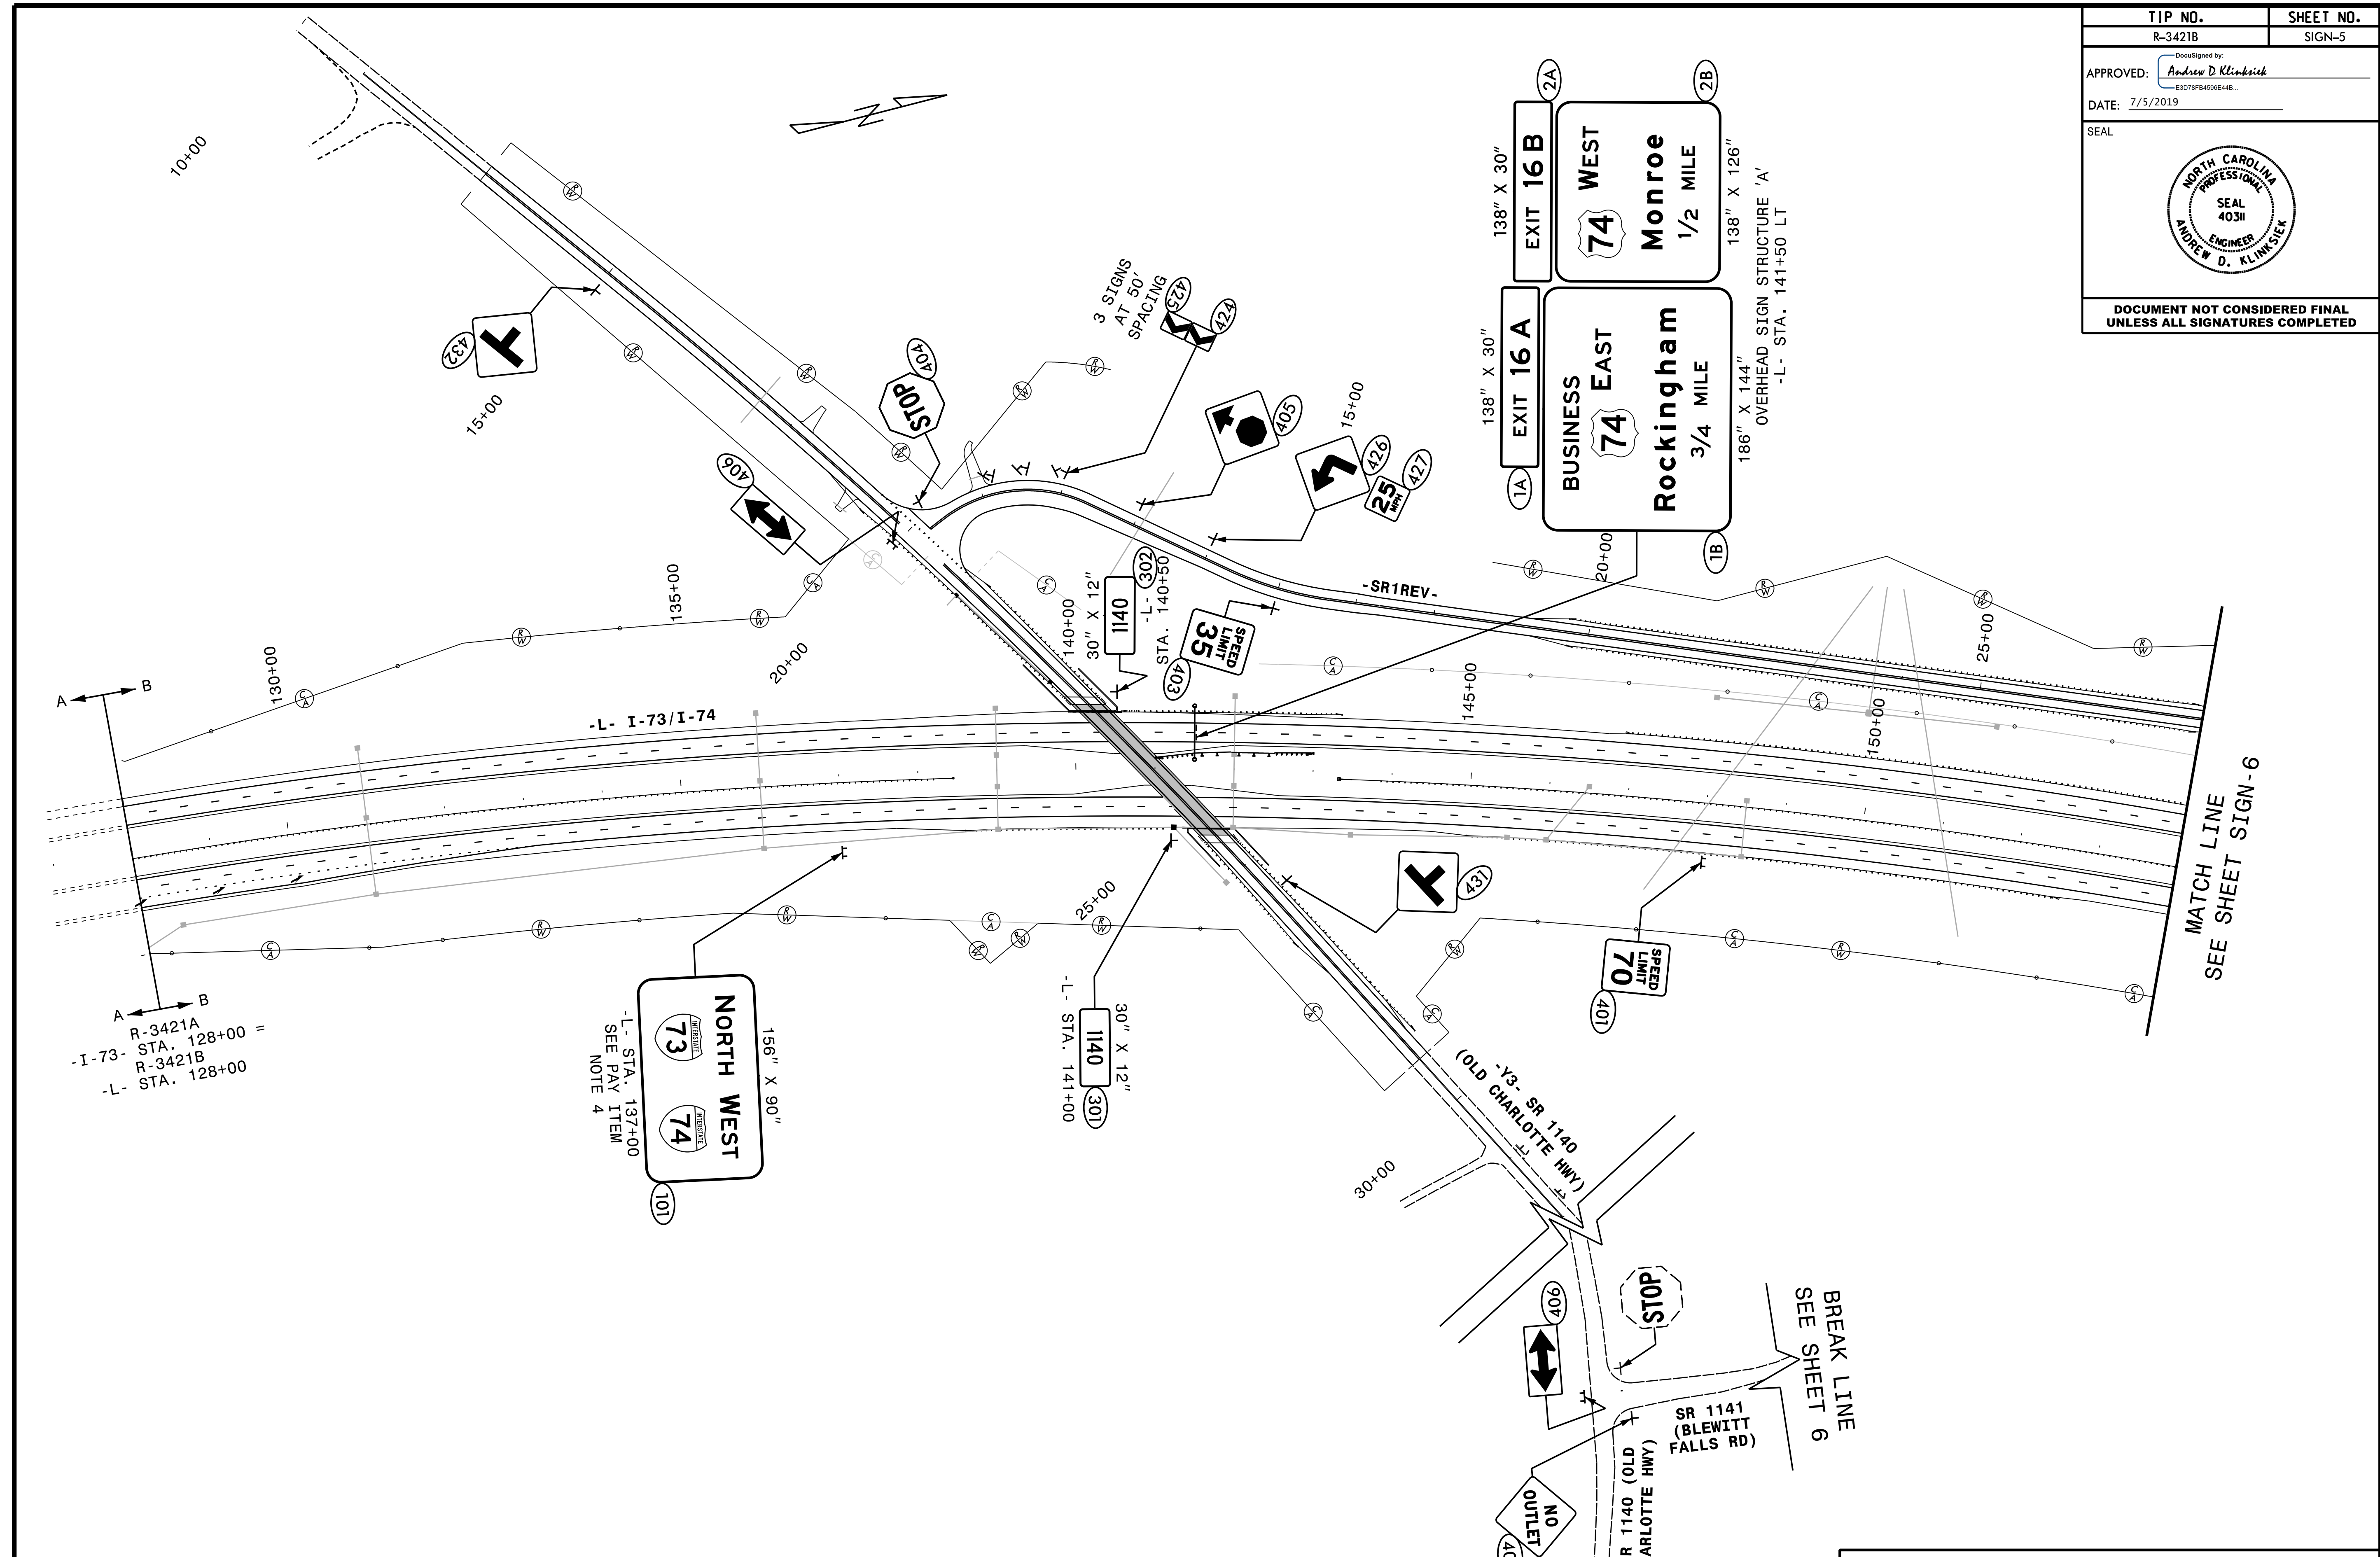 TIP NO.
SHEET NO.
R-3421B
SIGN-5
APPROVED:
DocuSigned by:
Andrew D. Klinksiek
E3D78FB4596E44B...
DATE: 7/5/2019
SEAL
NORTH CAROLINA
PROFESSIONAL
SEAL
40311
ENGINEER
ANDREW D. KLINKSIEK
DOCUMENT NOT CONSIDERED FINAL
UNLESS ALL SIGNATURES COMPLETED
10+00
15+00
432
404
STOP
406
3 SIGNS
AT 50'
SPACING
425
424
405
15+00
426
25
MPH
427
2A
2B
138" X 30"
EXIT 16 B
74 WEST
Monroe
1/2 MILE
138" X 126"
138" X 30"
EXIT 16 A
1A
BUSINESS
74 EAST
Rockingham
3/4 MILE
186" X 144"
OVERHEAD SIGN STRUCTURE 'A'
-L- STA. 141+50 LT
1B
20+00
-SR1REV-
25+00
130+00
135+00
20+00
140+00
30" X 12"
1140
302
-L-
STA. 140+50
SPEED
LIMIT
35
403
145+00
150+00
-L- I-73/I-74
A
B
A
B
R-3421A
-I-73- STA. 128+00 =
R-3421B
-L- STA. 128+00
MATCH LINE
SEE SHEET SIGN-6
156" X 90"
NORTH WEST
INTERSTATE
73
INTERSTATE
74
-L- STA. 137+00
SEE PAY ITEM
NOTE 4
101
25+00
30" X 12"
1140
-L- STA. 141+00
301
431
SPEED
LIMIT
70
401
-Y3- SR 1140
(OLD CHARLOTTE HWY)
30+00
406
STOP
BREAK LINE
SEE SHEET 6
SR 1141
(BLEWITT
FALLS RD)
R 1140 (OLD
ARLOTTE HWY)
NO
OUTLET
R
W
R
W
R
W
R
W
R
W
R
W
C
A
C
A
R
W
R
W
C
A
C
A
C
A
R
W
R
W
R
W
R
W
C
A
C
A
R
W
R
W
R
W
R
W
C
A
R
W
C
A
C
A
R
W
C
A
R
W
C
A